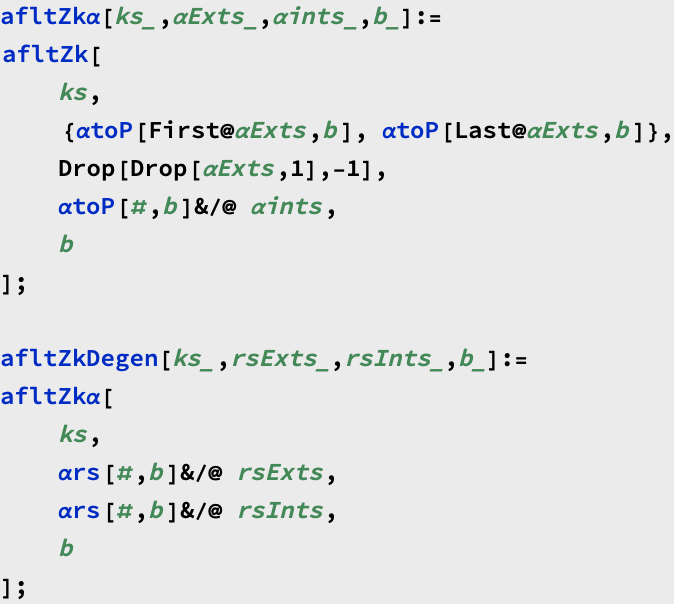 afltZkα[ks_,αExts_,αints_,b_]:=
afltZk[
ks,
{αtoP[First@αExts,b], αtoP[Last@αExts,b]},
Drop[Drop[αExts,1],-1],
αtoP[#,b]&/@ αints,
b
];
afltZkDegen[ks_,rsExts_,rsInts_,b_]:=
afltZkα[
ks,
αrs[#,b]&/@ rsExts,
αrs[#,b]&/@ rsInts,
b
];